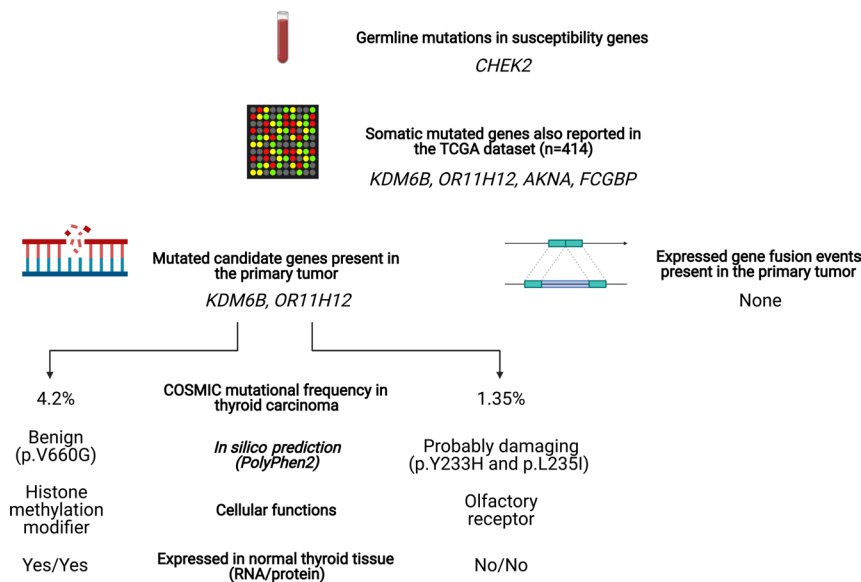 Germline mutations in susceptibility genes
CHEK2
Somatic mutated genes also reported in
the TCGA dataset (n=414)
KDM6B, OR11H12, AKNA, FCGBP
Mutated candidate genes present in
the primary tumor
KDM6B, OR11H12
Expressed gene fusion events
present in the primary tumor
None
4.2%
COSMIC mutational frequency in
thyroid carcinoma
1.35%
Benign
(p.V660G)
In silico prediction
(PolyPhen2)
Probably damaging
(p.Y233H and p.L235I)
Histone
methylation
modifier
Cellular functions
Olfactory
receptor
Yes/Yes
Expressed in normal thyroid tissue
(RNA/protein)
No/No